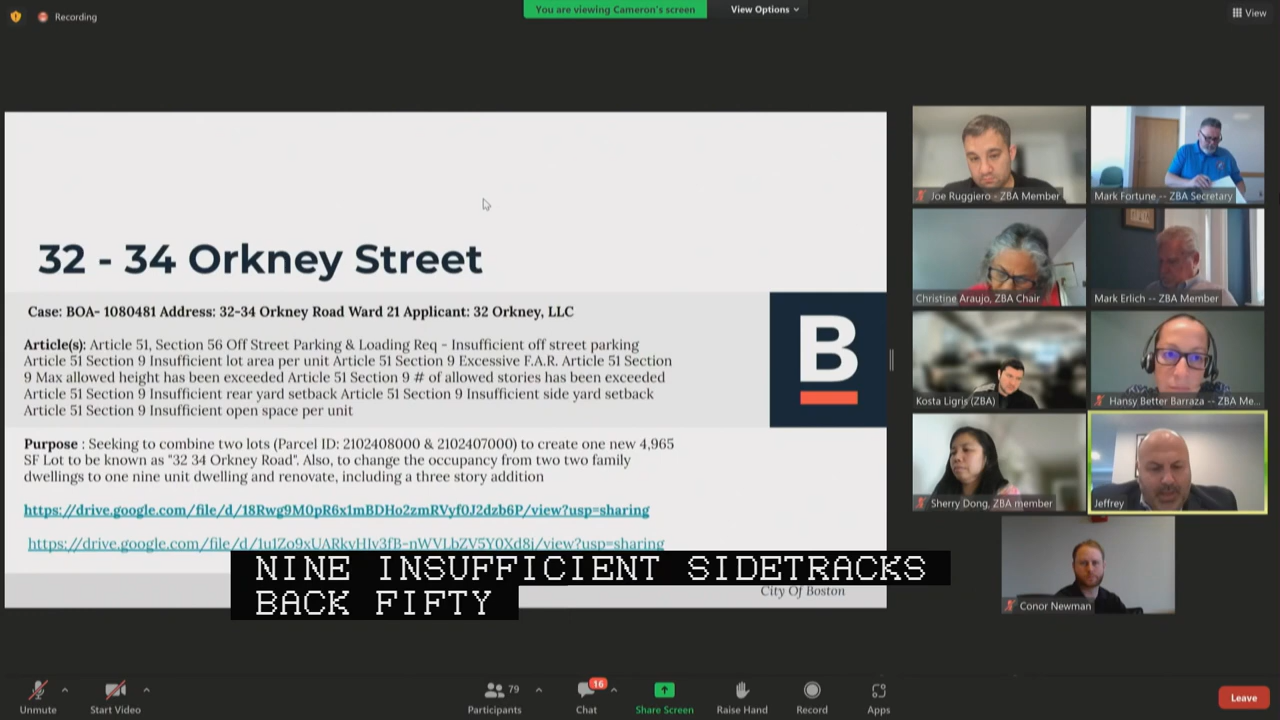 Recording
You are viewing Cameron's screen
View Options
View
32 - 34 Orkney Street
Case: BOA- 1080481 Address: 32-34 Orkney Road Ward 21 Applicant: 32 Orkney, LLC
Article(s): Article 51, Section 56 Off Street Parking & Loading Req - Insufficient off street parking
Article 51 Section 9 Insufficient lot area per unit Article 51 Section 9 Excessive F.A.R. Article 51 Section
9 Max allowed height has been exceeded Article 51 Section 9 # of allowed stories has been exceeded
Article 51 Section 9 Insufficient rear yard setback Article 51 Section 9 Insufficient side yard setback
Article 51 Section 9 Insufficient open space per unit
B
Purpose : Seeking to combine two lots (Parcel ID: 2102408000 & 2102407000) to create one new 4,965
SF Lot to be known as "32 34 Orkney Road". Also, to change the occupancy from two two family
dwellings to one nine unit dwelling and renovate, including a three story addition
https://drive.google.com/file/d/18Rwg9M0pR6x1mBDHo2zmRVyf0J2dzb6P/view?usp=sharing
City Of Boston
NINE INSUFFICIENT SIDETRACKS
BACK FIFTY
Joe Ruggiero - ZBA Member
Mark Fortune -- ZBA Secretary
Christine Araujo, ZBA Chair
Mark Erlich -- ZBA Member
Kosta Ligris (ZBA)
Hansy Better Barraza -- ZBA Me...
Sherry Dong, ZBA member
Jeffrey
Conor Newman
Unmute
Start Video
79
Participants
16
Chat
Share Screen
Raise Hand
Record
Apps
Leave